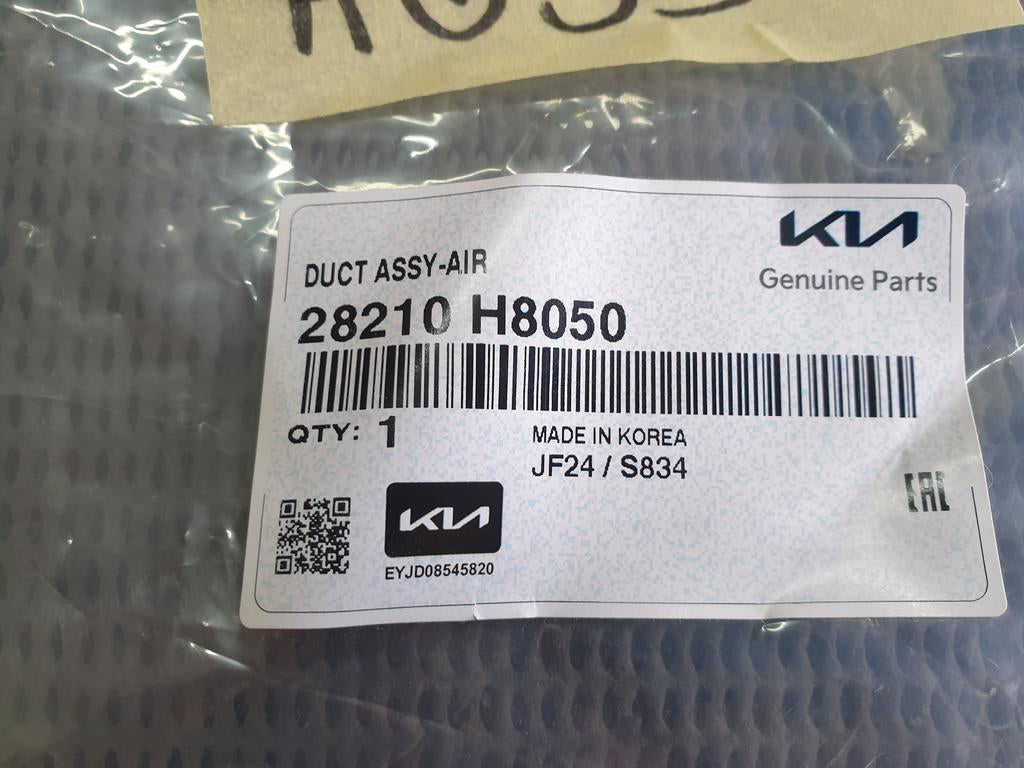 KIA
Genuine Parts
DUCT ASSY-AIR
28210 H8050
QTY: 1
MADE IN KOREA
JF24 / S834
EAC
KIA
EYJD08545820